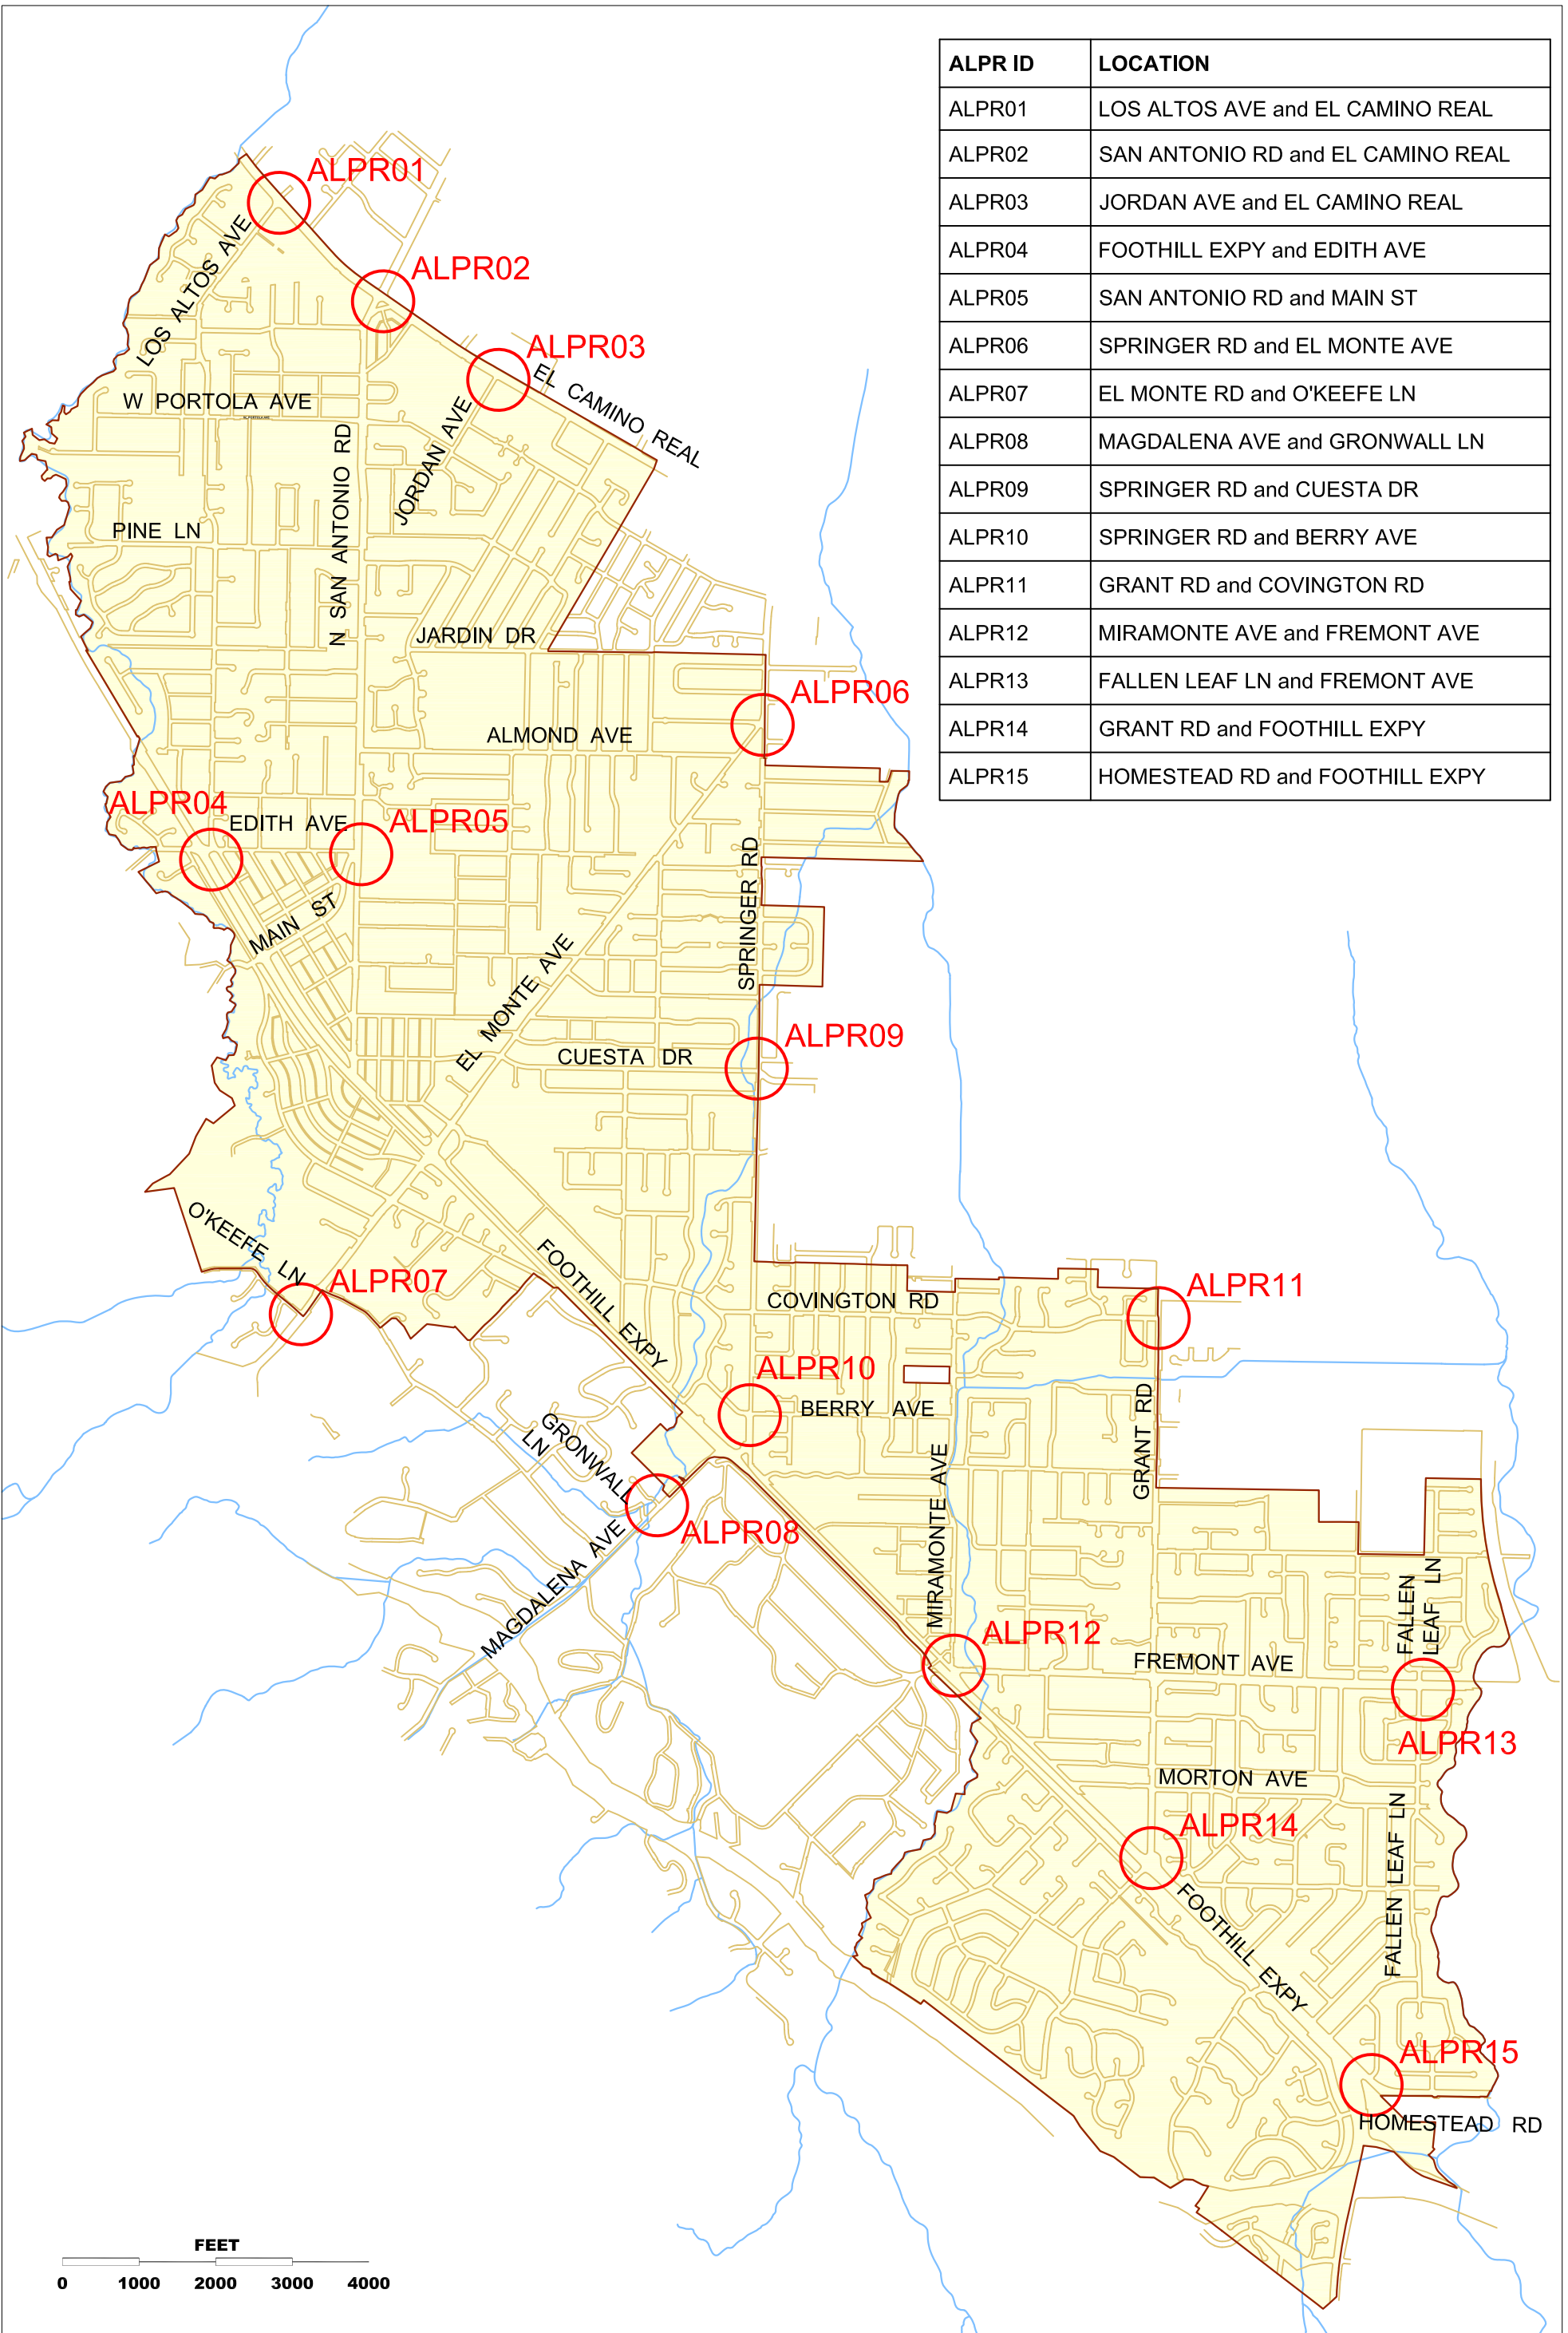 ALPR ID LOCATION
ALPR01 LOS ALTOS AVE and EL CAMINO REAL
ALPR02 SAN ANTONIO RD and EL CAMINO REAL
ALPR03 JORDAN AVE and EL CAMINO REAL
ALPR04 FOOTHILL EXPY and EDITH AVE
ALPR05 SAN ANTONIO RD and MAIN ST
ALPR06 SPRINGER RD and EL MONTE AVE
ALPR07 EL MONTE RD and O'KEEFE LN
ALPR08 MAGDALENA AVE and GRONWALL LN
ALPR09 SPRINGER RD and CUESTA DR
ALPR10 SPRINGER RD and BERRY AVE
ALPR11 GRANT RD and COVINGTON RD
ALPR12 MIRAMONTE AVE and FREMONT AVE
ALPR13 FALLEN LEAF LN and FREMONT AVE
ALPR14 GRANT RD and FOOTHILL EXPY
ALPR15 HOMESTEAD RD and FOOTHILL EXPY
ALPR01
LOS ALTOS AVE
ALPR02
ALPR03
EL CAMINO REAL
W PORTOLA AVE
JORDAN AVE
N SAN ANTONIO RD
PINE LN
JARDIN DR
ALPR06
ALMOND AVE
ALPR04
EDITH AVE
ALPR05
MAIN ST
SPRINGER RD
EL MONTE AVE
ALPR09
CUESTA DR
O'KEEFE LN
ALPR07
FOOTHILL EXPY
COVINGTON RD
ALPR11
ALPR10
BERRY AVE
GRANT RD
GRONWALL
LN
ALPR08
MAGDALENA AVE
MIRAMONTE AVE
ALPR12
FREMONT AVE
FALLEN
LEAF LN
ALPR13
MORTON AVE
ALPR14
FALLEN LEAF LN
FOOTHILL EXPY
ALPR15
HOMESTEAD RD
FEET
0 1000 2000 3000 4000